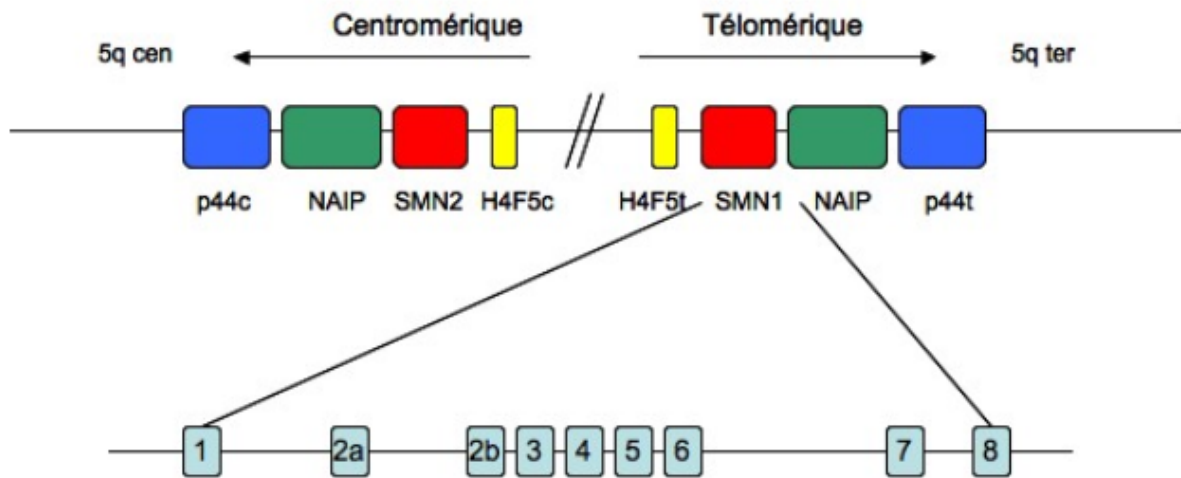 Centromérique Télomérique
5q cen 5q ter
p44c NAIP SMN2 H4F5c H4F5t SMN1 NAIP p44t
1 2a 2b 3 4 5 6 7 8